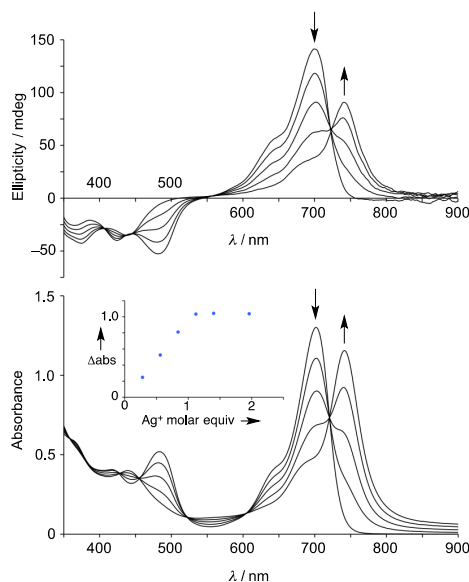 150
100
50
0
−50
Ellipticity / mdeg
400 500
600 700 800 900
λ / nm
1.5
1.0
0.5
0
Absorbance
1.0
0
Δabs
0 1 2
Ag⁺ molar equiv
400 500 600 700 800 900
λ / nm